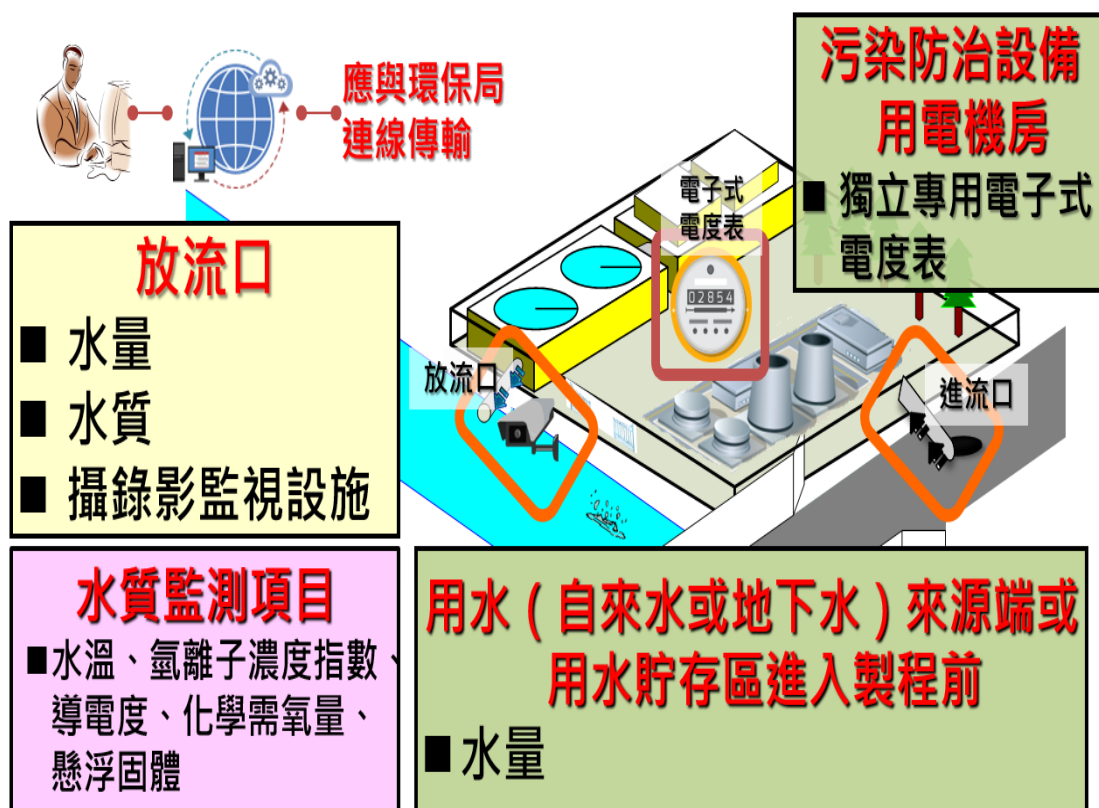 應與環保局
連線傳輸
污染防治設備
用電機房
■ 獨立專用電子式
電度表
電子式
電度表
02854
放流口
■ 水量
■ 水質
■ 攝錄影監視設施
放流口
進流口
水質監測項目
■水溫、氫離子濃度指數、
導電度、化學需氧量、
懸浮固體
用水（自來水或地下水）來源端或
用水貯存區進入製程前
■ 水量